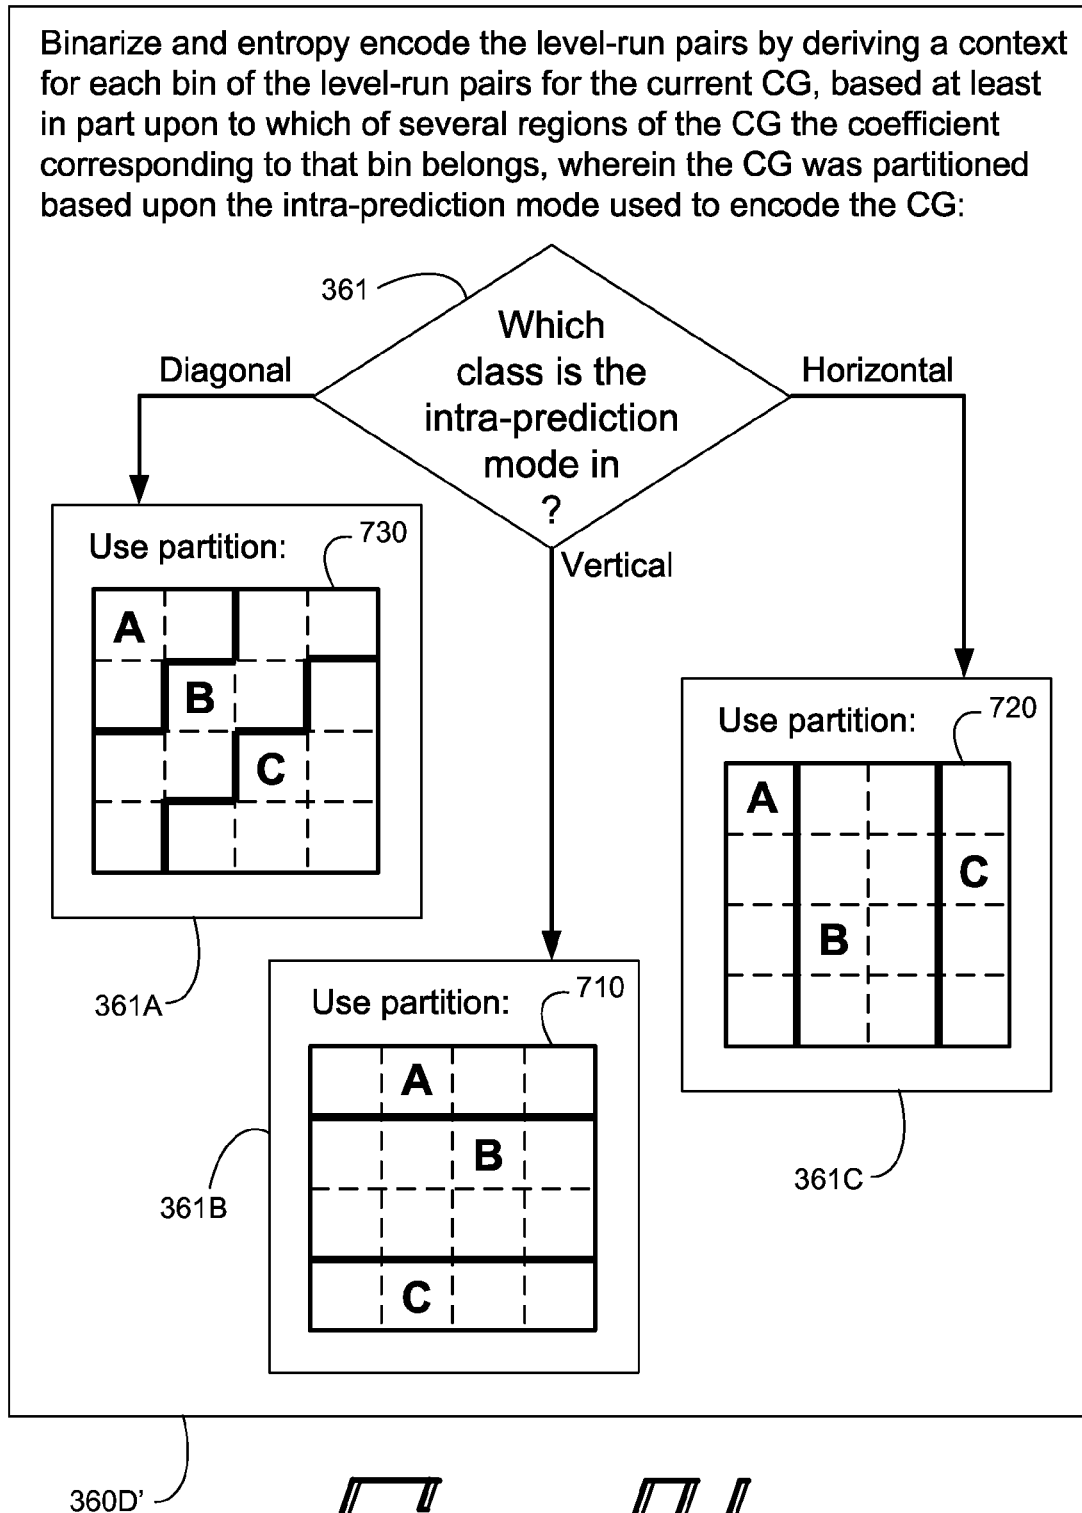 Binarize and entropy encode the level-run pairs by deriving a context
for each bin of the level-run pairs for the current CG, based at least
in part upon to which of several regions of the CG the coefficient
corresponding to that bin belongs, wherein the CG was partitioned
based upon the intra-prediction mode used to encode the CG:
361
Which
class is the
intra-prediction
mode in
?
Diagonal
Horizontal
Vertical
Use partition:
730
A
B
C
361A
Use partition:
720
A
C
B
361C
Use partition:
710
A
B
C
361B
360D'